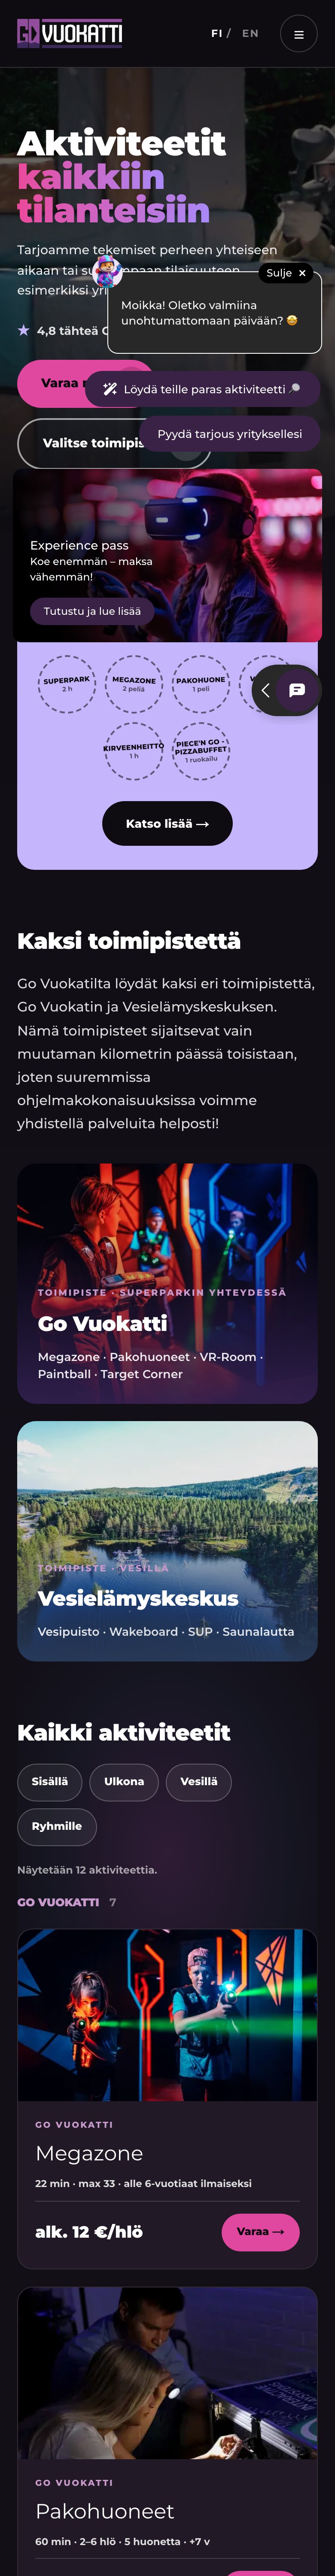 GO VUOKATTI
FI / EN
Aktiviteetit
kaikkiin
tilanteisiin
Tarjoamme tekemiset perheen yhteiseen
aikaan tai
esimerkiksi
4,8 tähteä
Sulje ×
Moikka! Oletko valmiina
unohtumattomaan päivään? 🤩
Varaa
Löydä teille paras aktiviteetti🔎
Valitse
Pyydä tarjous yrityksellesi
Experience pass
Koe enemmän – maksa
vähemmän!
Tutustu ja lue lisää
SUPERPARK
2 h
MEGAZONE
2 peliä
PAKOHUONE
1 peli
KIRVEENHEITTO
1 h
PIECE'N GO -
PIZZABUFFET
1 ruokailu
Katso lisää →
Kaksi toimipistettä
Go Vuokatilta löydät kaksi eri toimipistettä,
Go Vuokatin ja Vesielämyskeskuksen.
Nämä toimipisteet sijaitsevat vain
muutaman kilometrin päässä toisistaan,
joten suuremmissa
ohjelmakokonaisuuksissa voimme
yhdistellä palveluita helposti!
TOIMIPISTE · SUPERPARKIN YHTEYDESSÄ
Go Vuokatti
Megazone · Pakohuoneet · VR-Room ·
Paintball · Target Corner
TOIMIPISTE · VESILLÄ
Vesielämyskeskus
Vesipuisto · Wakeboard · SUP · Saunalautta
Kaikki aktiviteetit
Sisällä
Ulkona
Vesillä
Ryhmille
Näytetään 12 aktiviteettia.
GO VUOKATTI 7
GO VUOKATTI
Megazone
22 min · max 33 · alle 6-vuotiaat ilmaiseksi
alk. 12 €/hlö
Varaa →
GO VUOKATTI
Pakohuoneet
60 min · 2–6 hlö · 5 huonetta · +7 v